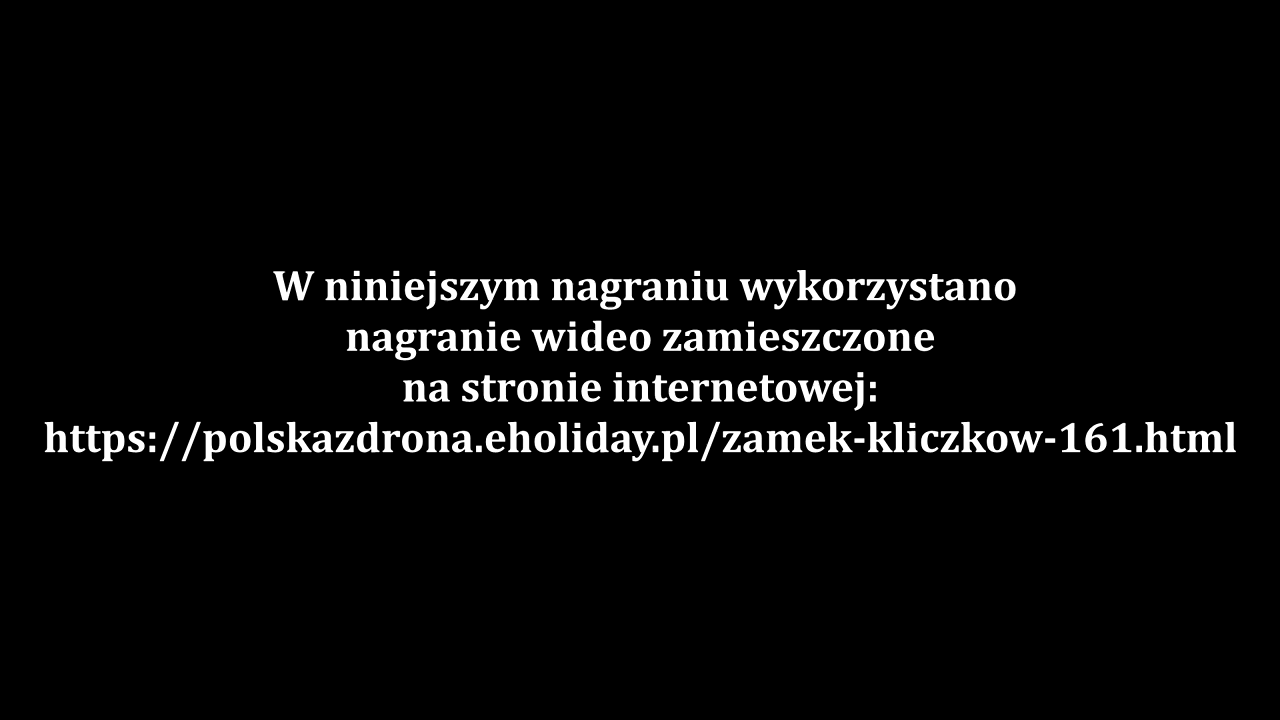 W niniejszym nagraniu wykorzystano
nagranie wideo zamieszczone
na stronie internetowej:
https://polskazdrona.eholiday.pl/zamek-kliczkow-161.html